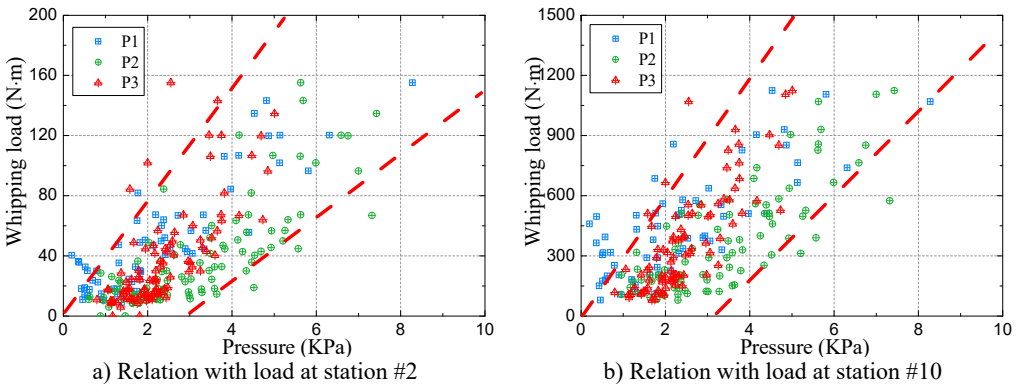 200
160
120
80
40
0
Whipping load (N·m)
P1
P2
P3
0 2 4 6 8 10
Pressure (KPa)
a) Relation with load at station #2
1500
1200
900
600
300
0
Whipping load (N·m)
P1
P2
P3
0 2 4 6 8 10
Pressure (KPa)
b) Relation with load at station #10